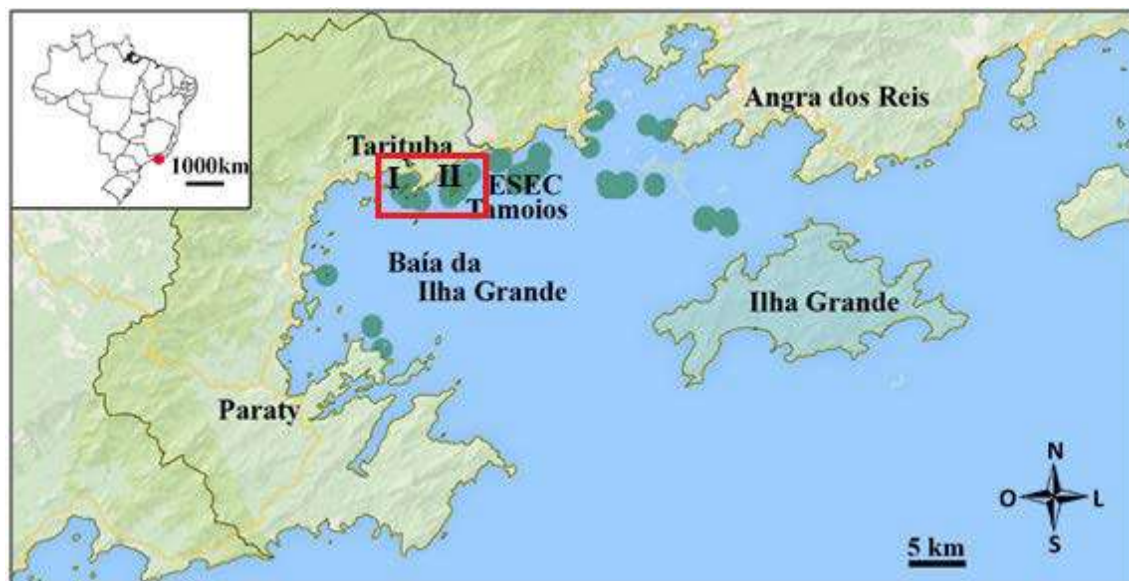 1000km
Angra dos Reis
Tarituba
I II
ESEC
Tamoios
Baía da
Ilha Grande
Ilha Grande
Paraty
N
O L
S
5 km